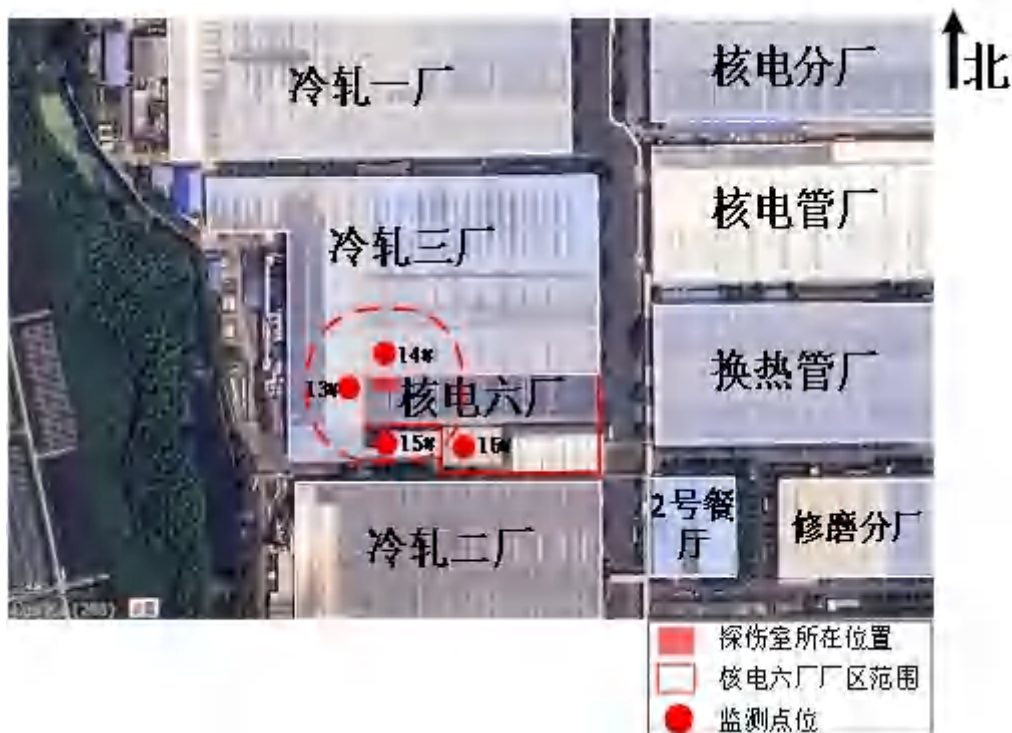 北
冷轧一厂
核电分厂
核电管厂
冷轧三厂
换热管厂
14#
13#
核电六厂
15#
16#
2号餐
厅
修磨分厂
冷轧二厂
探伤室所在位置
核电六厂厂区范围
监测点位